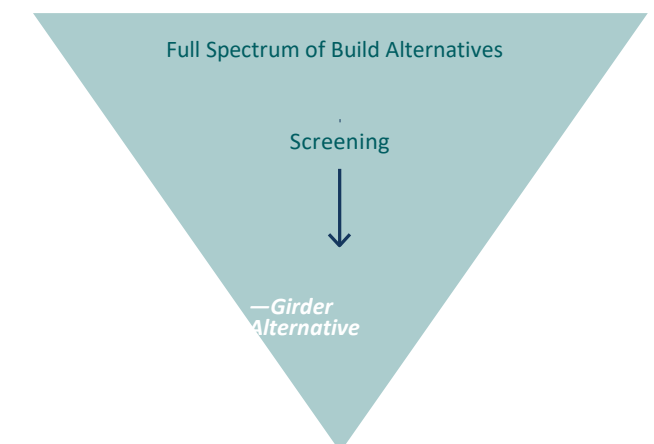 Full Spectrum of Build Alternatives
Screening
—Girder
Alternative